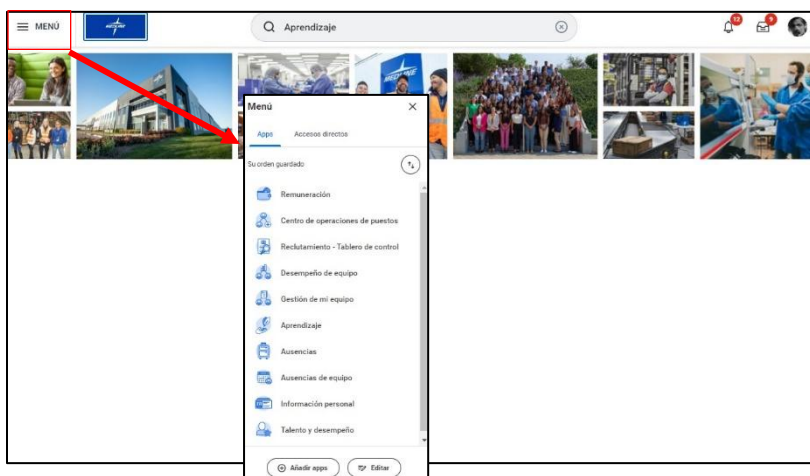 MENÚ
MEDLINE
Aprendizaje
12
9
MEDLINE
Menú
Apps
Accesos directos
Su orden guardado
Remuneración
Centro de operaciones de puestos
Reclutamiento - Tablero de control
Desempeño de equipo
Gestión de mi equipo
Aprendizaje
Ausencias
Ausencias de equipo
Información personal
Talento y desempeño
Añadir apps
Editar